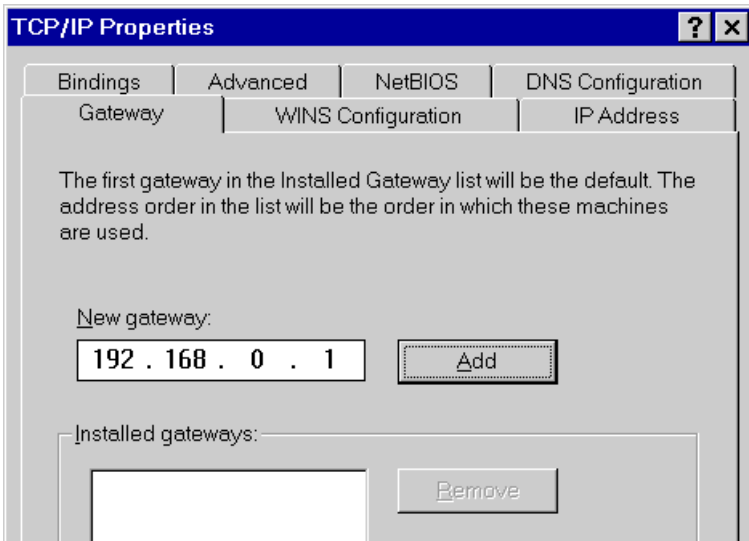 TCP/IP Properties
? ×
Bindings Advanced NetBIOS DNS Configuration
Gateway WINS Configuration IP Address
The first gateway in the Installed Gateway list will be the default. The
address order in the list will be the order in which these machines
are used.
New gateway:
192 . 168 . 0 . 1 Add
Installed gateways:
Remove